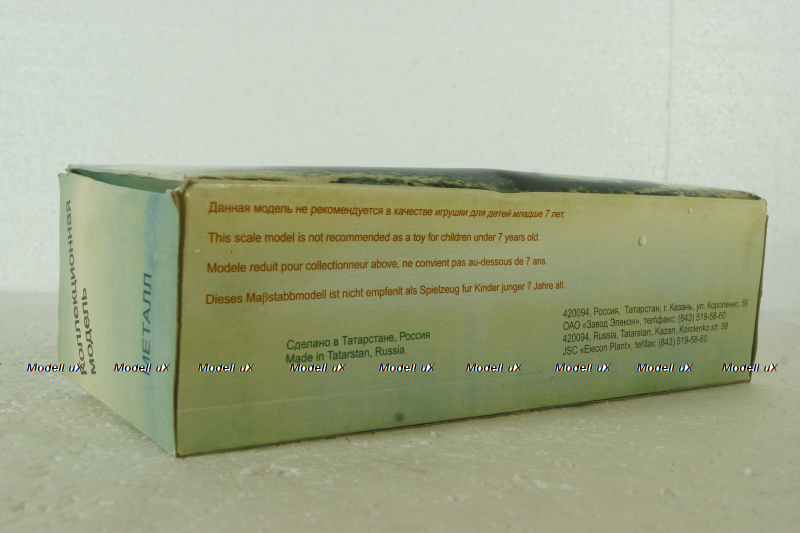 Коллекционная
модель
МЕТАЛЛ
Данная модель не рекомендуется в качестве игрушки для детей младше 7 лет.
This scale model is not recommended as a toy for children under 7 years old.
Modele reduit pour collectionneur above, ne convient pas au-dessous de 7 ans.
Dieses Maβstabbmodell ist nicht empfenlt als Spielzeug fur Kinder junger 7 Jahre alt.
Сделано в Татарстане, Россия
Made in Tatarstan, Russia
420094, Россия, Татарстан, г. Казань, ул. Короленко, 58
ОАО «Завод Элекон», тел\факс: (843) 519-58-60
420094, Russia, Tatarstan, Kazan, Korolenko str. 58
JSC «Elecon Plant», tel\fax: (843) 519-58-60
Modell uX Modell uX Modell uX Modell uX Modell uX Modell uX Modell uX Modell uX Modell uX